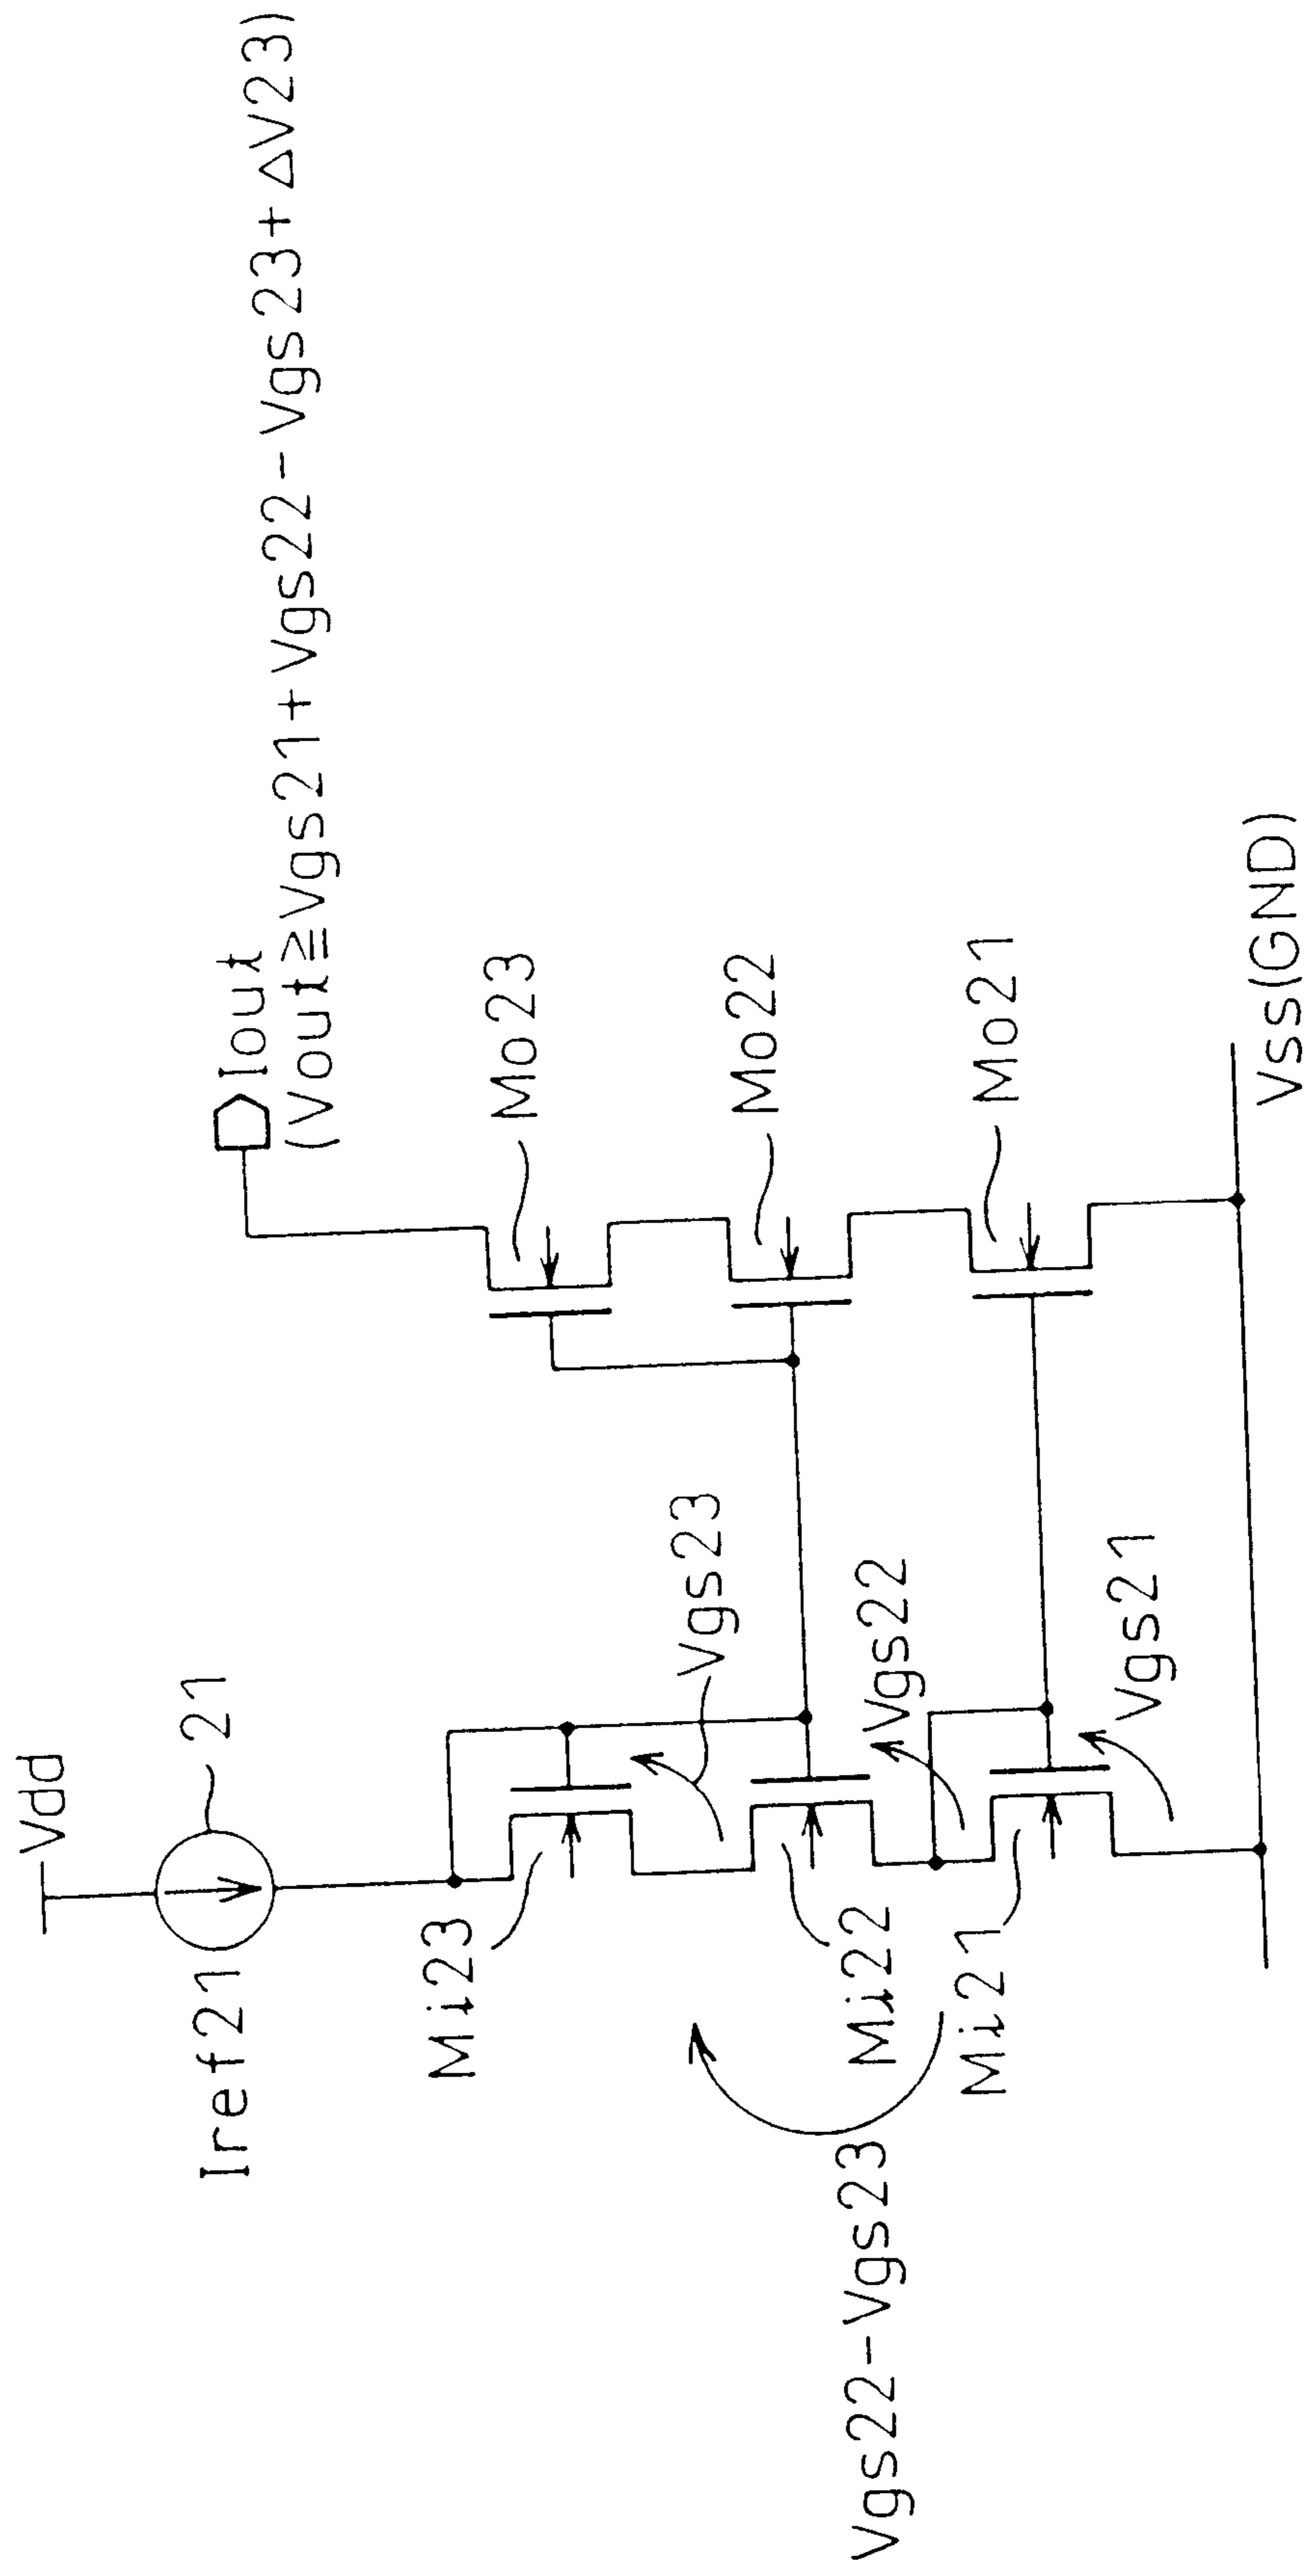 Vdd
21
Iref21
Iout
(Vout≧Vgs21+Vgs22-Vgs23+ΔV23)
Mi23
Mo23
Vgs23
Mo22
Mi22
Vgs22
Vgs22-Vgs23
Mi21
Mo21
Vgs21
Vss(GND)